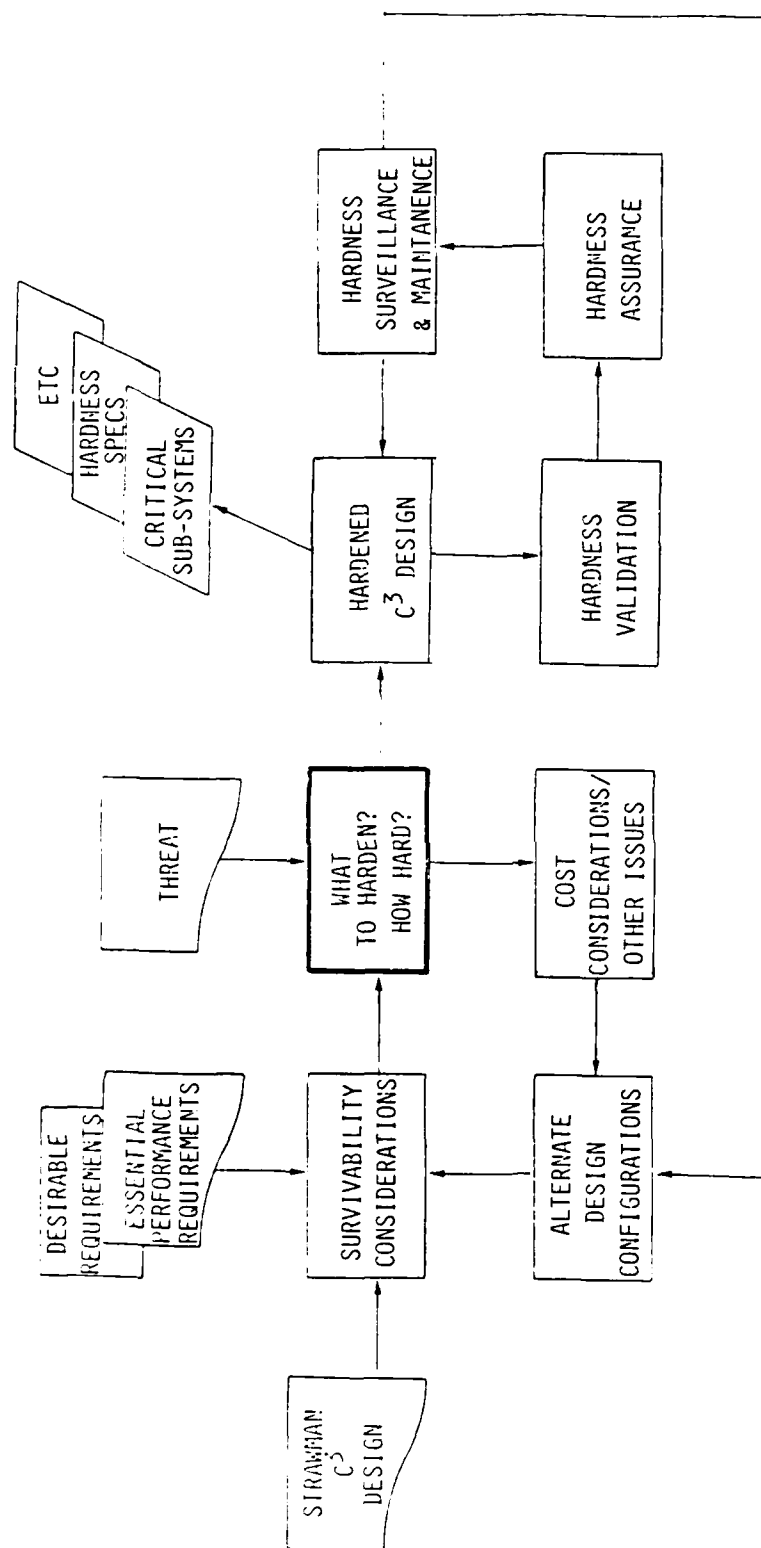 STRAWMAN
C³
DESIGN
DESIRABLE
REQUIREMENTS
ESSENTIAL
PERFORMANCE
REQUIREMENTS
SURVIVABILITY
CONSIDERATIONS
ALTERNATE
DESIGN
CONFIGURATIONS
THREAT
WHAT
TO HARDEN?
HOW HARD?
COST
CONSIDERATIONS/
OTHER ISSUES
ETC
HARDNESS
SPECS
CRITICAL
SUB-SYSTEMS
HARDENED
C³ DESIGN
HARDNESS
VALIDATION
HARDNESS
SURVEILLANCE
& MAINTANENCE
HARDNESS
ASSURANCE